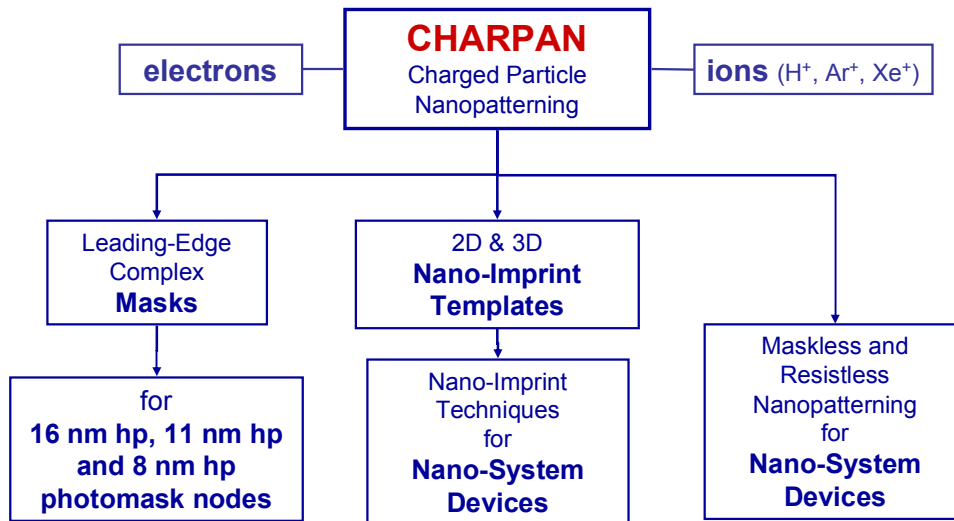 CHARPAN
Charged Particle
Nanopatterning
electrons
ions (H⁺, Ar⁺, Xe⁺)
Leading-Edge
Complex
Masks
2D & 3D
Nano-Imprint
Templates
for
16 nm hp, 11 nm hp
and 8 nm hp
photomask nodes
Nano-Imprint
Techniques
for
Nano-System
Devices
Maskless and
Resistless
Nanopatterning
for
Nano-System
Devices